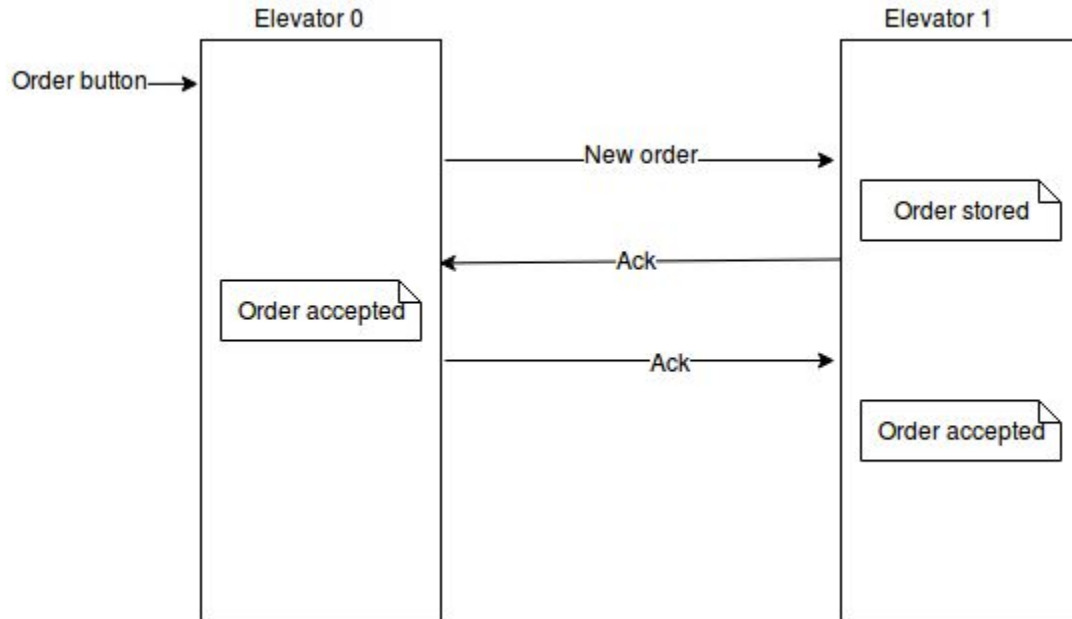 Elevator 0
Elevator 1
Order button
New order
Order stored
Ack
Order accepted
Ack
Order accepted